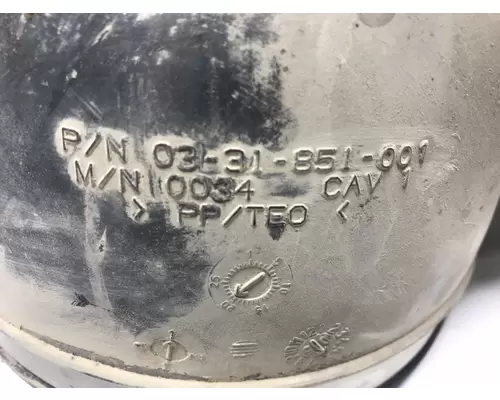 P/N 03-31-851-001
M/N 0034 CAV 1
> PP/TEO <